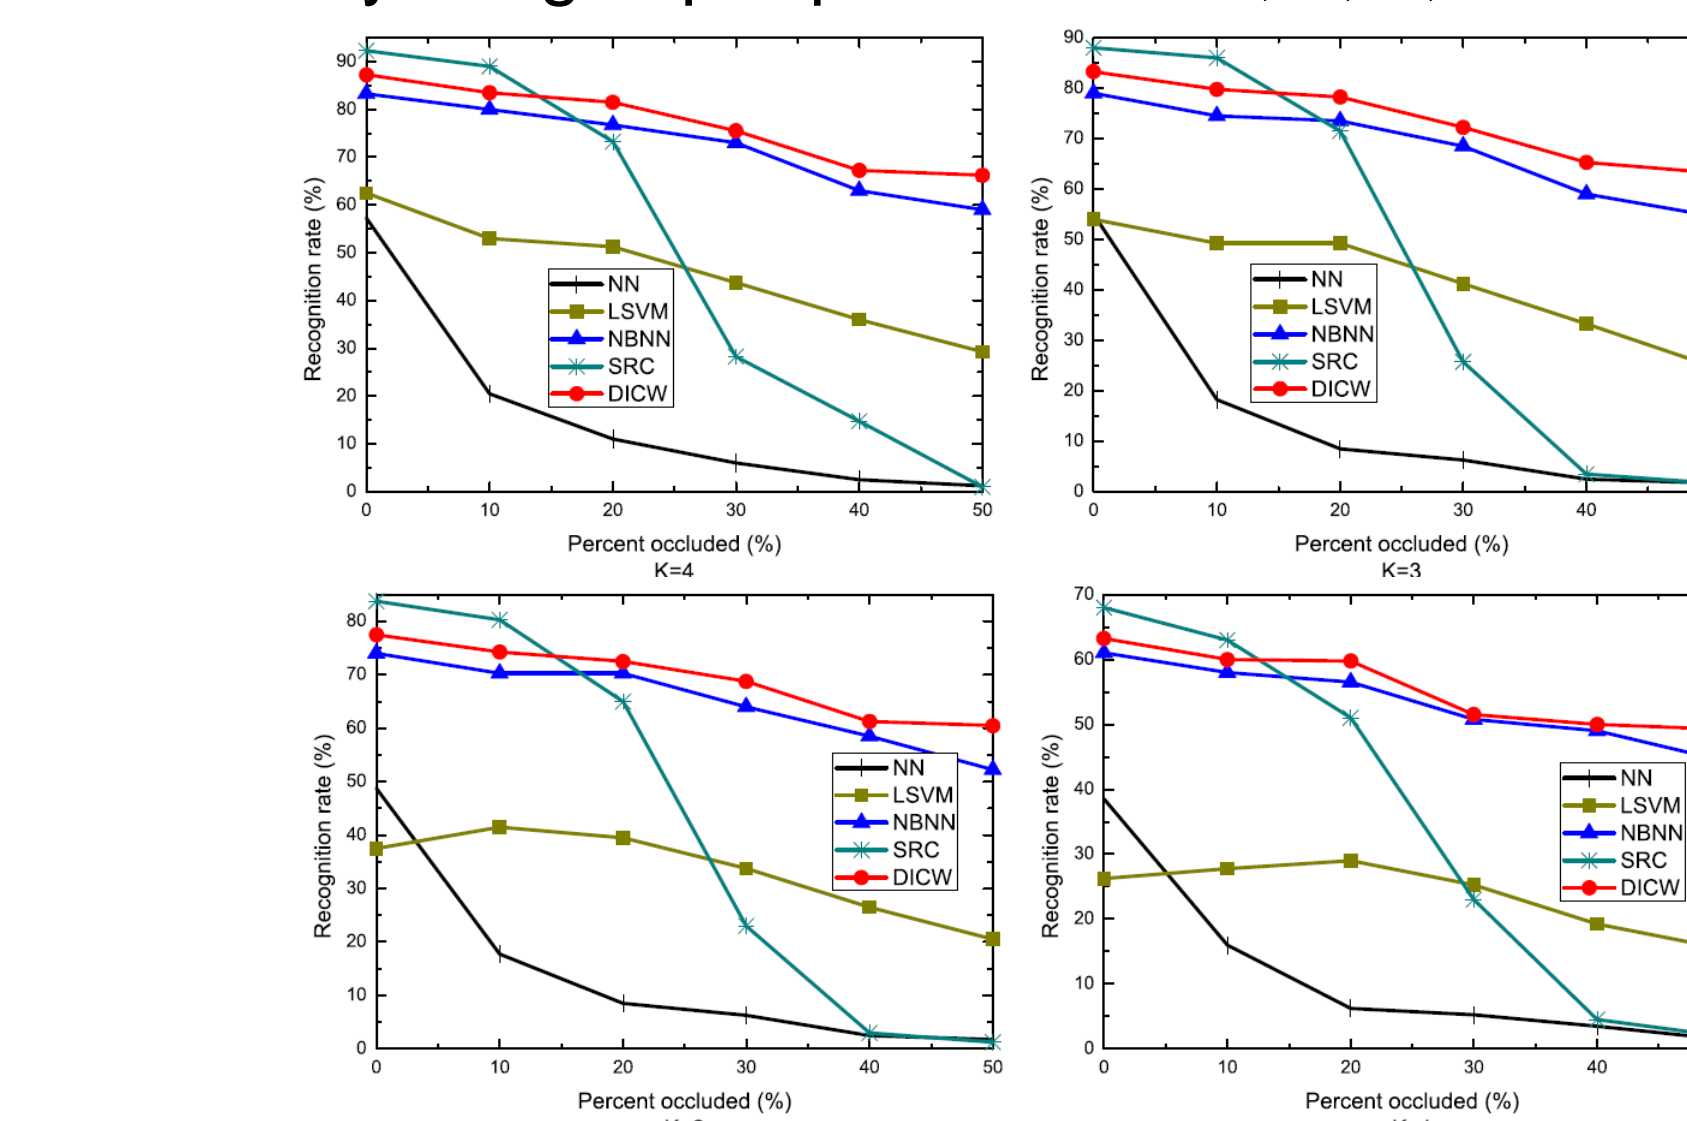 90
80
70
60
50
40
30
20
10
0
Recognition rate (%)
NN
LSVM
NBNN
SRC
DICW
0 10 20 30 40 50
Percent occluded (%)
K=4
90
80
70
60
50
40
30
20
10
0
Recognition rate (%)
NN
LSVM
NBNN
SRC
DICW
0 10 20 30 40
Percent occluded (%)
K=3
80
70
60
50
40
30
20
10
0
Recognition rate (%)
NN
LSVM
NBNN
SRC
DICW
0 10 20 30 40 50
Percent occluded (%)
70
60
50
40
30
20
10
0
Recognition rate (%)
NN
LSVM
NBNN
SRC
DICW
0 10 20 30 40
Percent occluded (%)